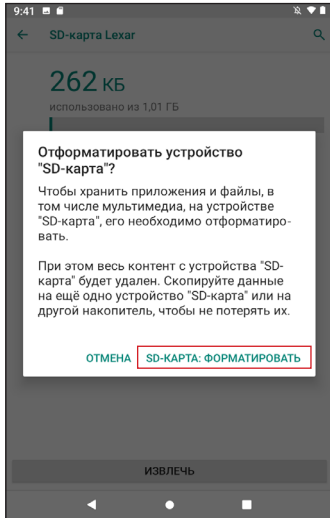 9:41
SD-карта Lexar
262 КБ
использовано из 1,01 ГБ
Отформатировать устройство
"SD-карта"?
Чтобы хранить приложения и файлы, в
том числе мультимедиа, на устройстве
"SD-карта", его необходимо отформатиро-
вать.
При этом весь контент с устройства "SD-
карта" будет удален. Скопируйте данные
на ещё одно устройство "SD-карта" или на
другой накопитель, чтобы не потерять их.
ОТМЕНА SD-КАРТА: ФОРМАТИРОВАТЬ
ИЗВЛЕЧЬ